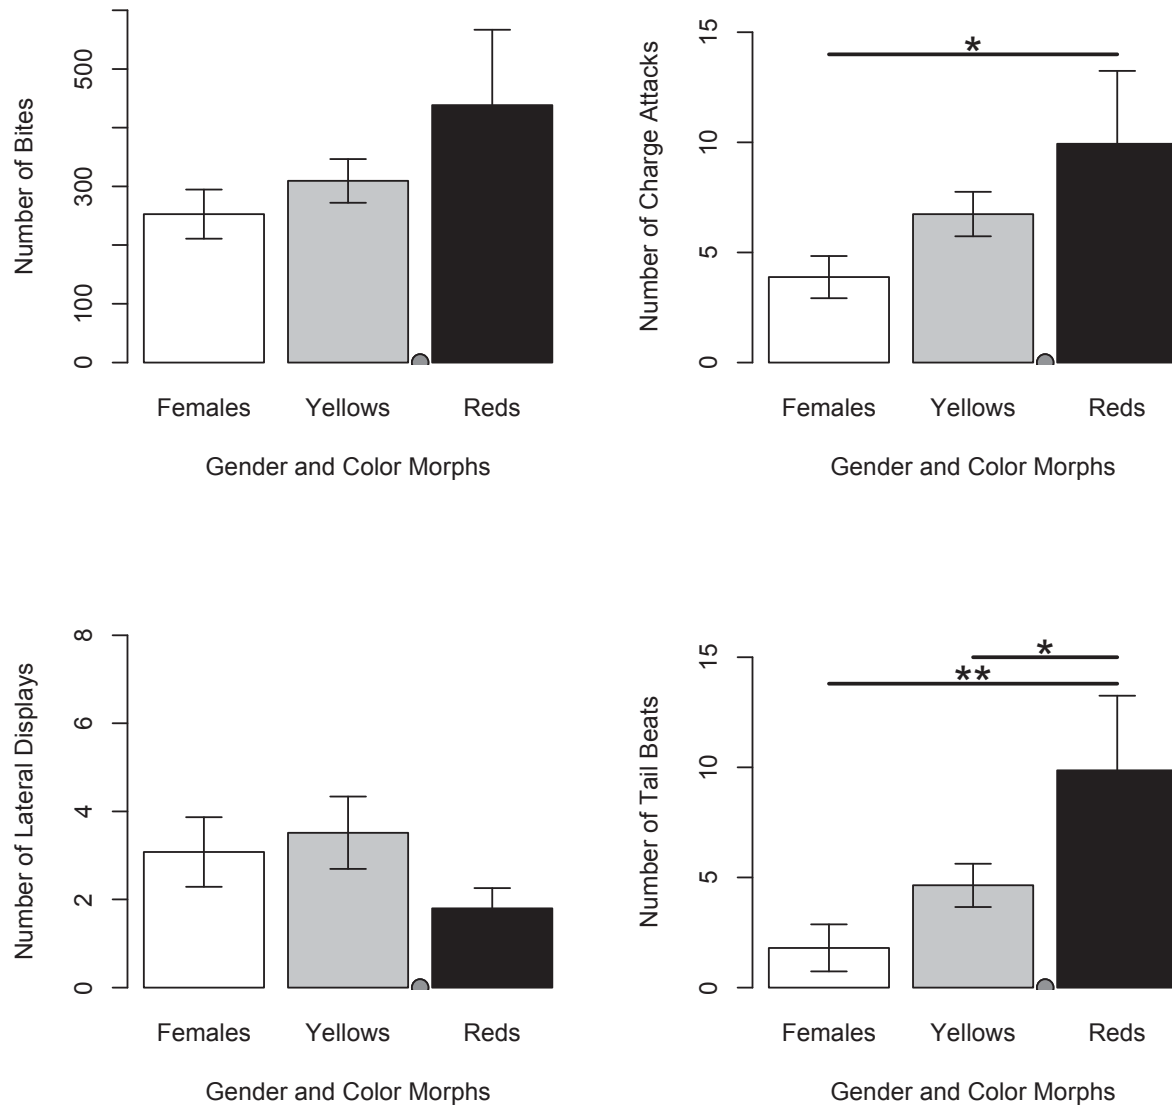 Number of Bites
500
300
100
0
Females Yellows Reds
Gender and Color Morphs
Number of Charge Attacks
15
10
5
0
*
Females Yellows Reds
Gender and Color Morphs
Number of Lateral Displays
8
6
4
2
0
Females Yellows Reds
Gender and Color Morphs
Number of Tail Beats
15
10
5
0
*
**
Females Yellows Reds
Gender and Color Morphs